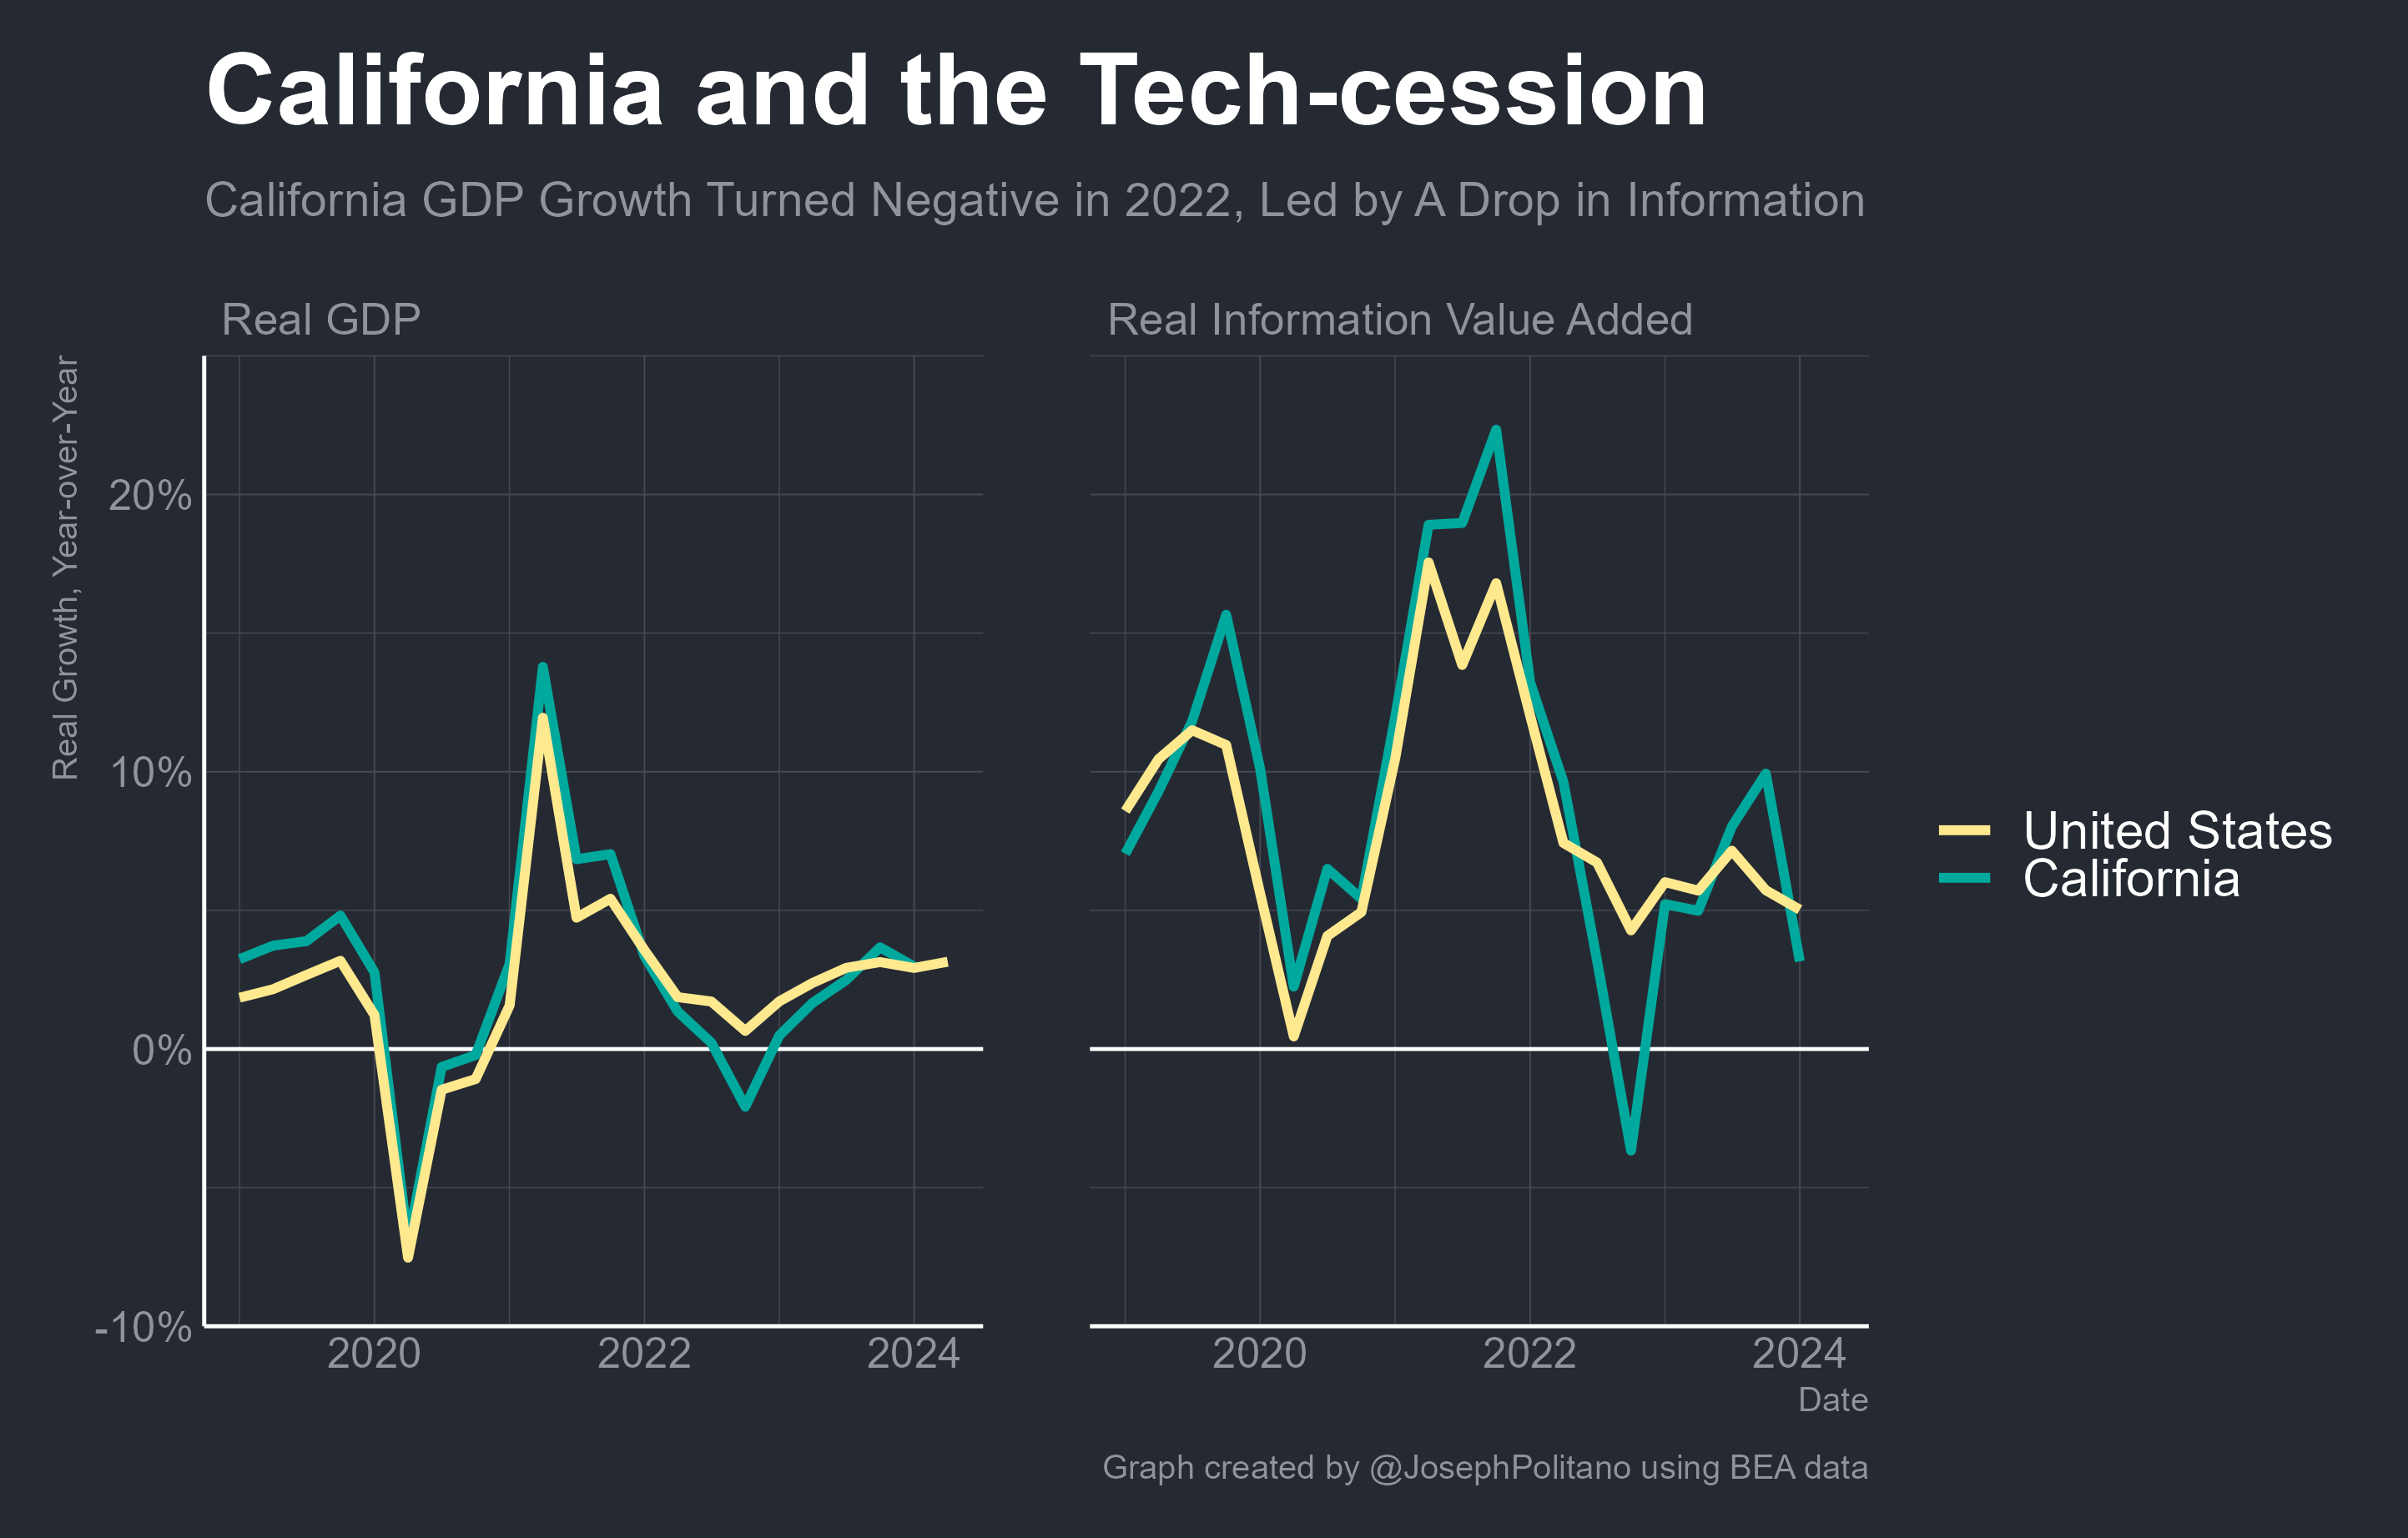 California and the Tech-cession
California GDP Growth Turned Negative in 2022, Led by A Drop in Information
Real GDP
Real Information Value Added
Real Growth, Year-over-Year
20%
10%
0%
-10%
2020
2022
2024
2020
2022
2024
Date
United States
California
Graph created by @JosephPolitano using BEA data